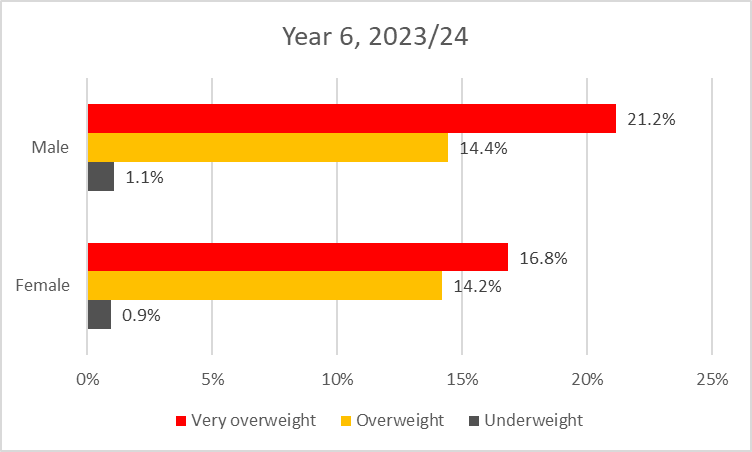 Year 6, 2023/24
Male
21.2%
14.4%
1.1%
Female
16.8%
14.2%
0.9%
0% 5% 10% 15% 20% 25%
Very overweight Overweight Underweight